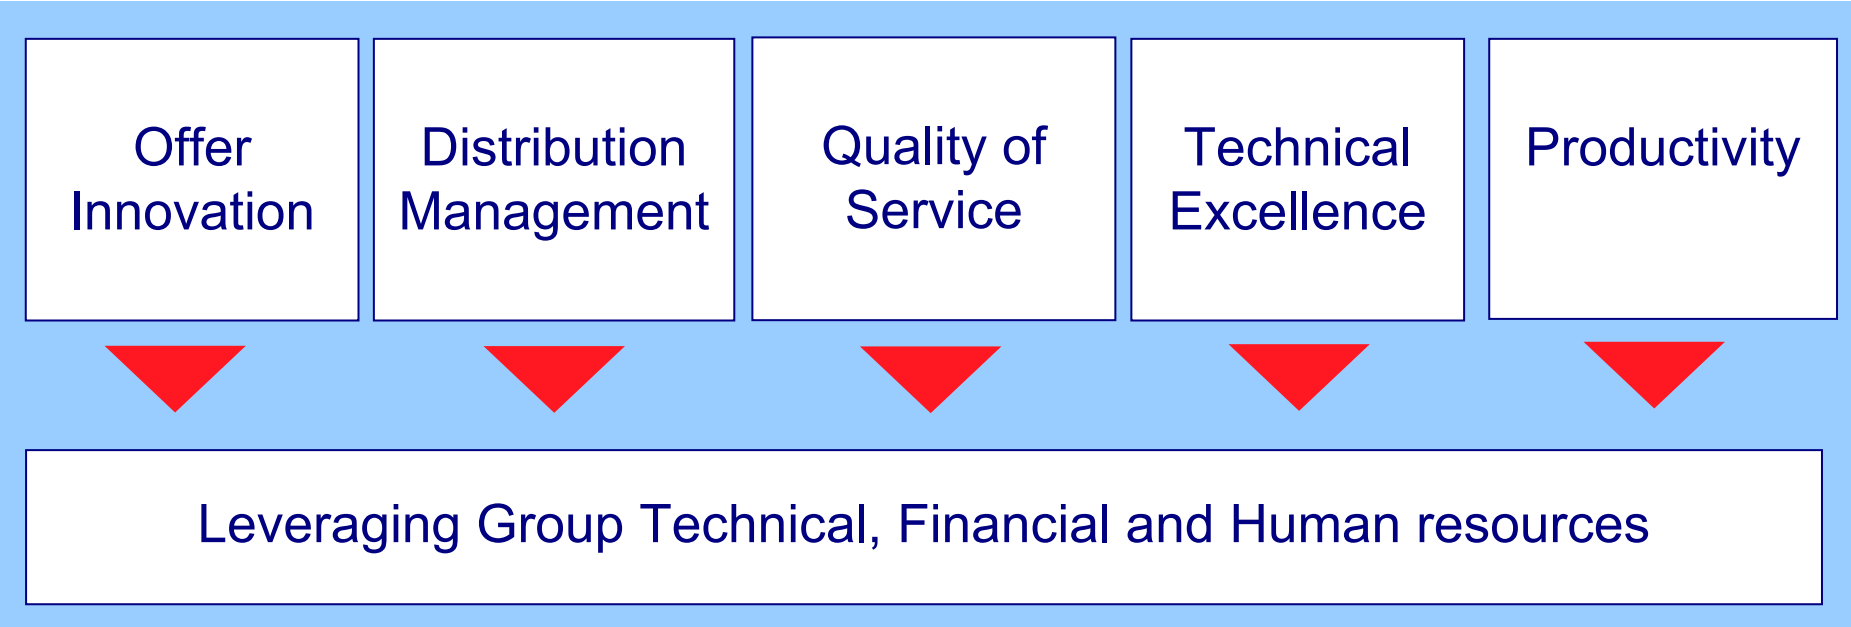 Offer
Innovation
Distribution
Management
Quality of
Service
Technical
Excellence
Productivity
Leveraging Group Technical, Financial and Human resources